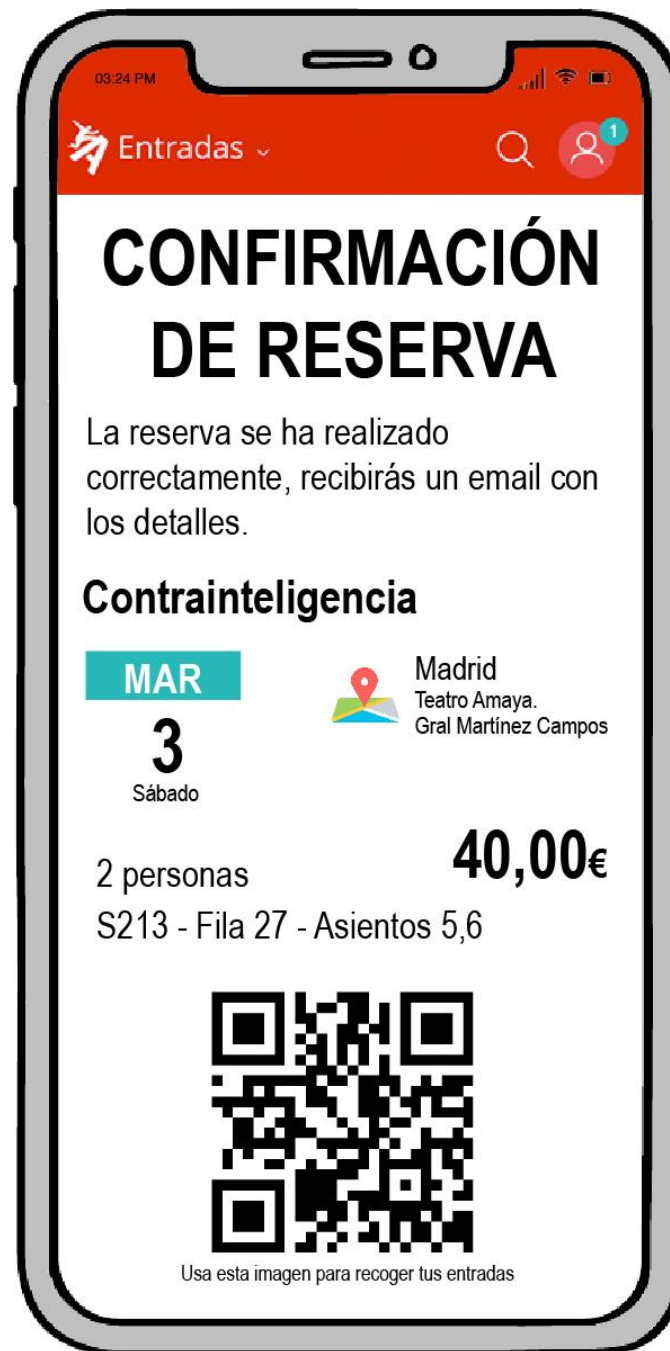 03:24 PM
Entradas
1
CONFIRMACIÓN
DE RESERVA
La reserva se ha realizado
correctamente, recibirás un email con
los detalles.
Contrainteligencia
MAR
3
Sábado
Madrid
Teatro Amaya.
Gral Martínez Campos
2 personas
40,00€
S213 - Fila 27 - Asientos 5,6
Usa esta imagen para recoger tus entradas